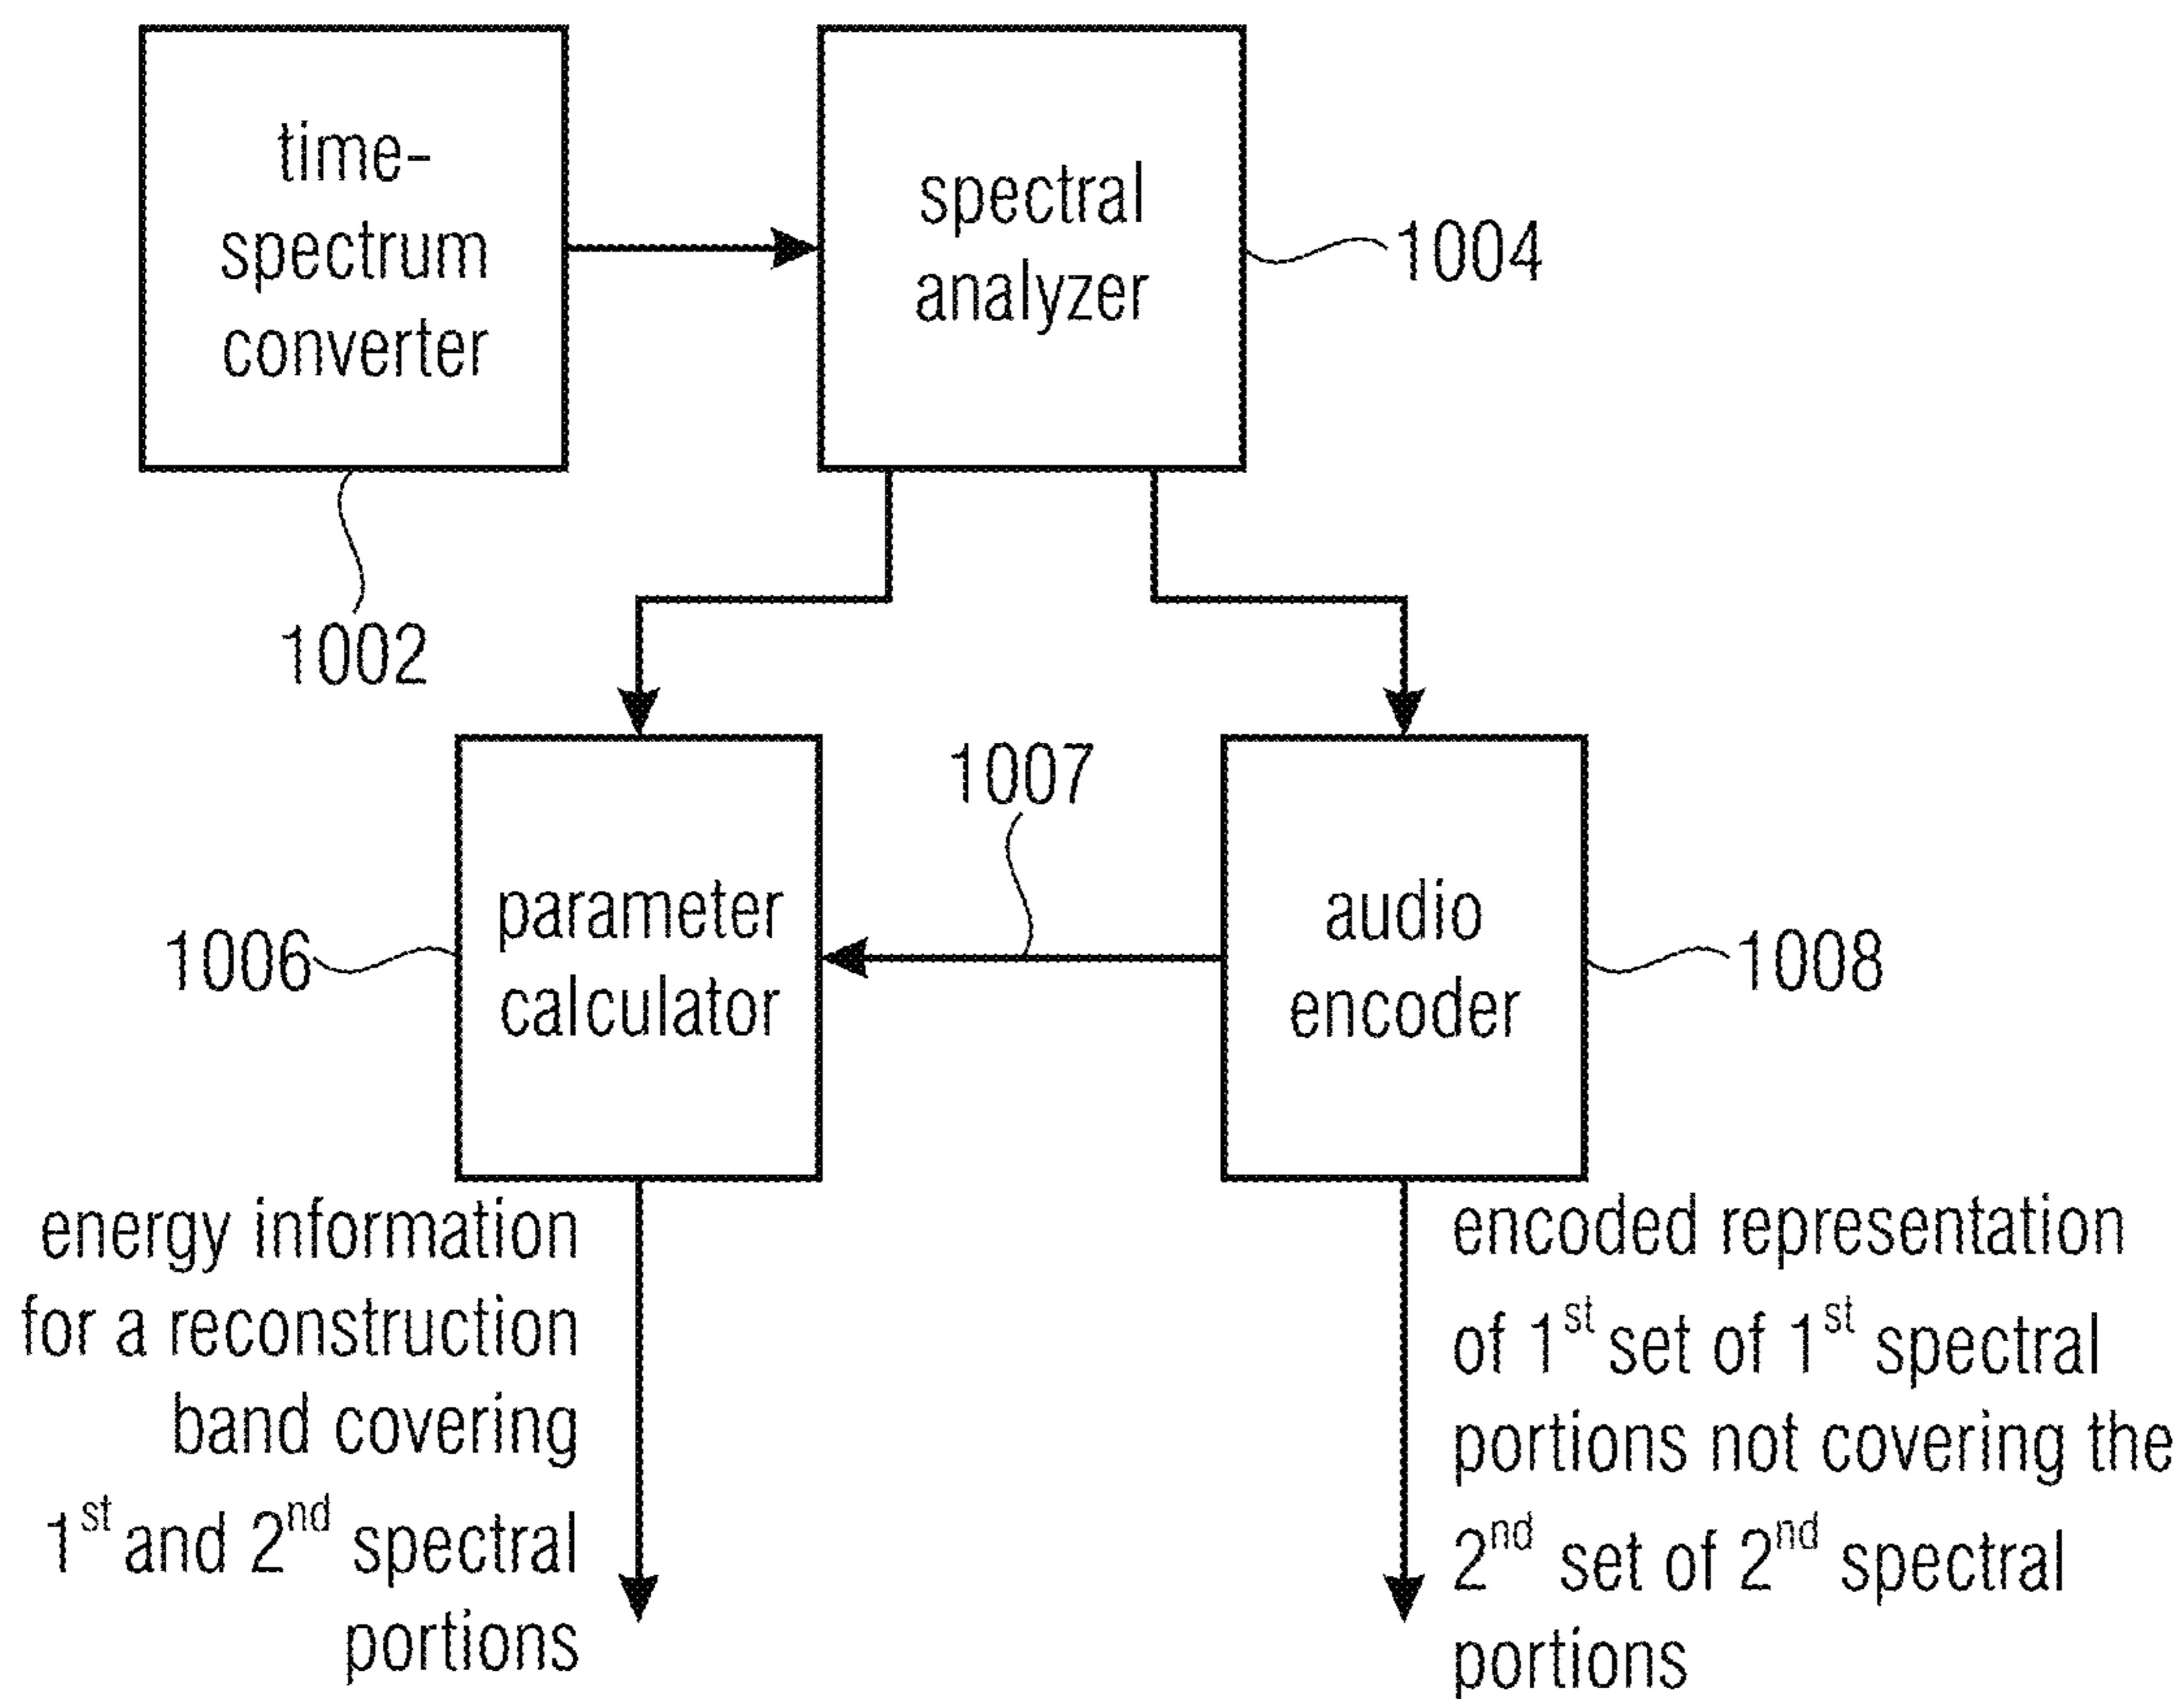 time-
spectrum
converter
spectral
analyzer
1004
1002
1007
parameter
calculator
audio
encoder
1006
1008
energy information
for a reconstruction
band covering
1st and 2nd spectral
portions
encoded representation
of 1st set of 1st spectral
portions not covering the
2nd set of 2nd spectral
portions